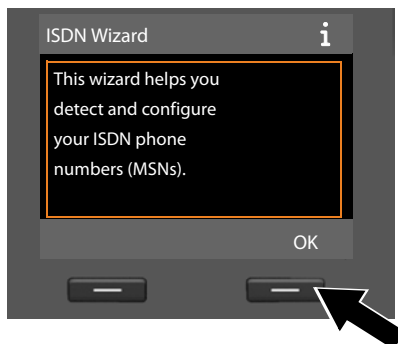 ISDN Wizard i
This wizard helps you
detect and configure
your ISDN phone
numbers (MSNs).
OK